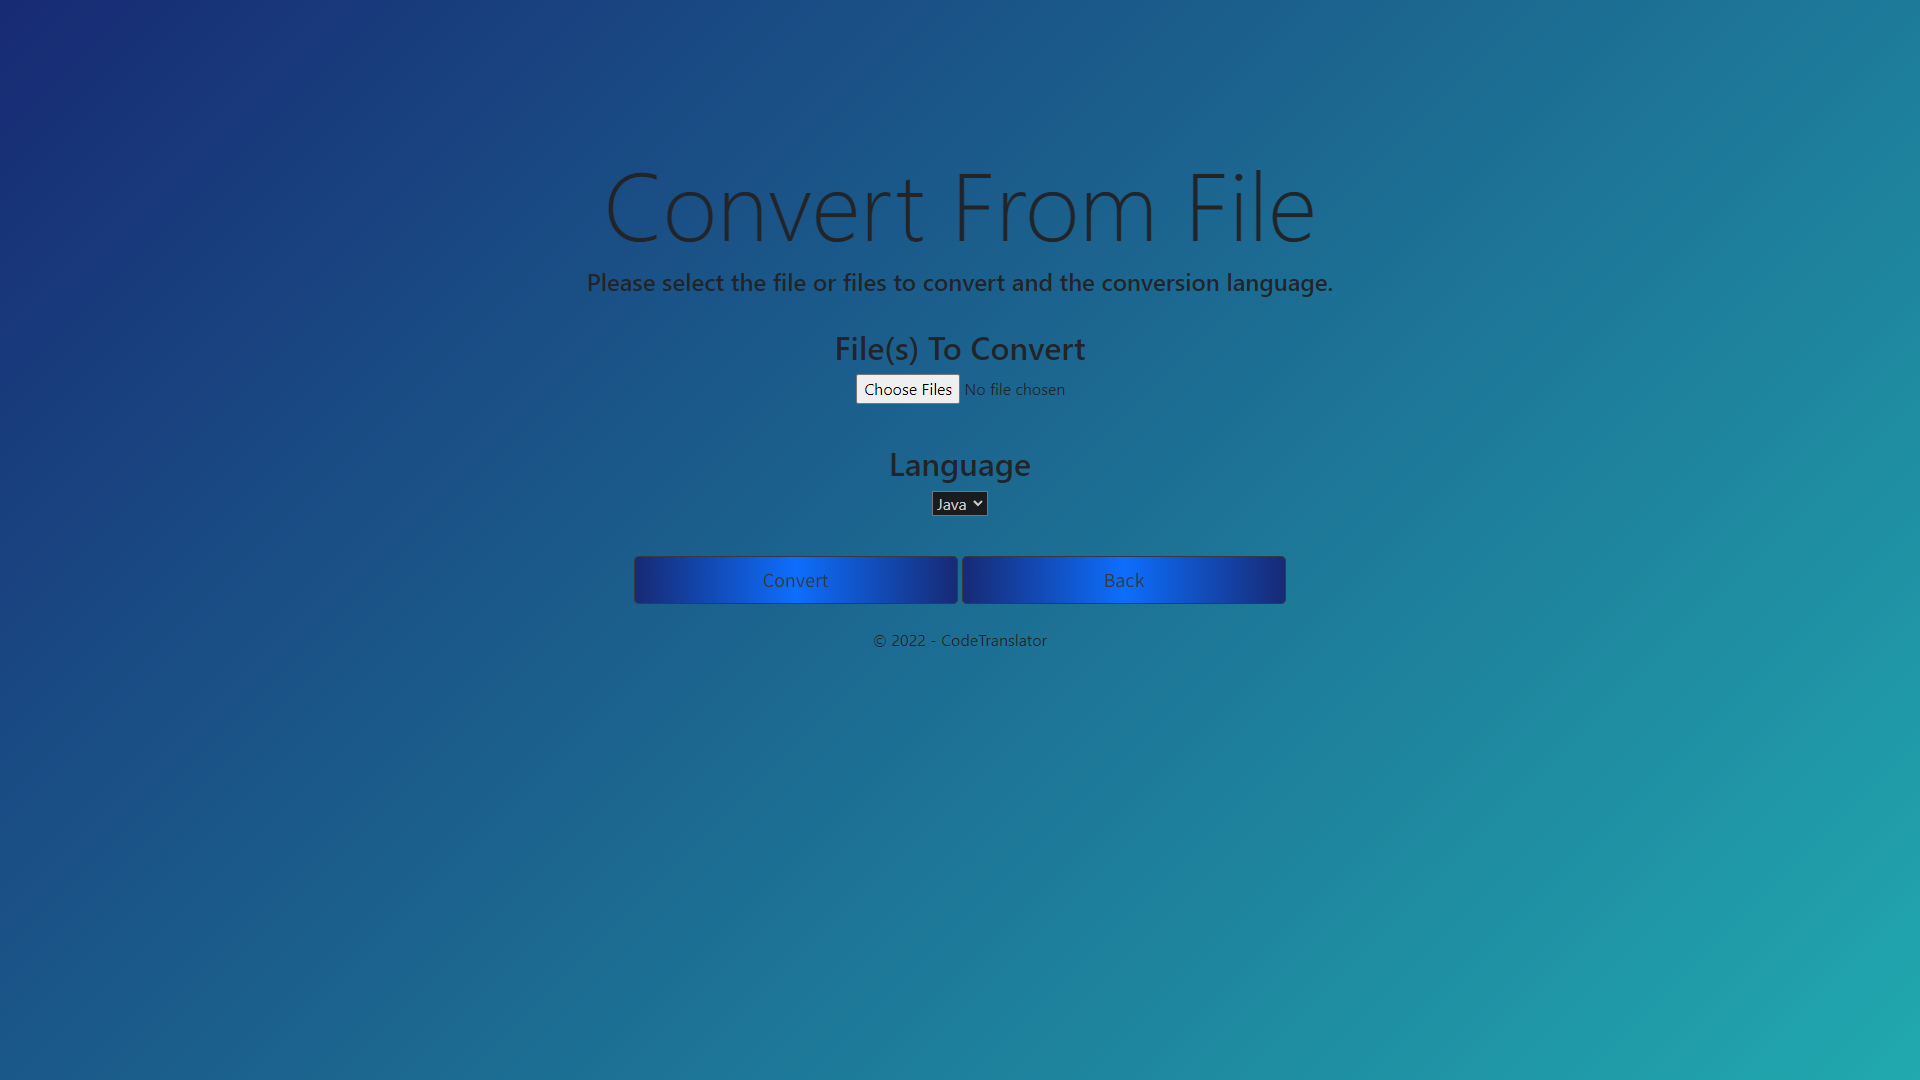 Convert From File
Please select the file or files to convert and the conversion language.
File(s) To Convert
Choose Files No file chosen
Language
Java
Convert Back
© 2022 - CodeTranslator